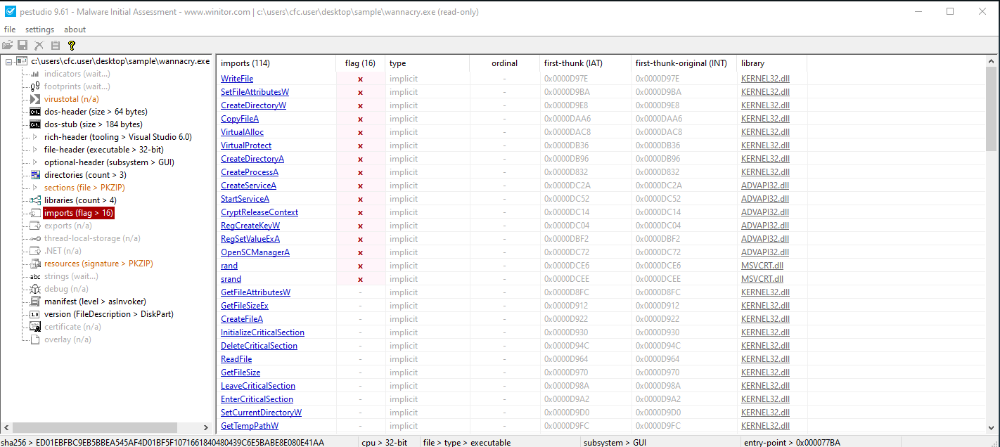 pestudio 9.61 - Malware Initial Assessment - www.winitor.com | c:\users\cfc.user\desktop\sample\wannacry.exe (read-only)
file settings about
c:\users\cfc.user\desktop\sample\wannacry.exe
indicators (wait...)
footprints (wait...)
virustotal (n/a)
dos-header (size > 64 bytes)
dos-stub (size > 184 bytes)
rich-header (tooling > Visual Studio 6.0)
file-header (executable > 32-bit)
optional-header (subsystem > GUI)
directories (count > 3)
sections (file > PKZIP)
libraries (count > 4)
imports (flag > 16)
exports (n/a)
thread-local-storage (n/a)
.NET (n/a)
resources (signature > PKZIP)
abc strings (wait...)
debug (n/a)
manifest (level > asInvoker)
1.0 version (FileDescription > DiskPart)
certificate (n/a)
overlay (n/a)
imports (114) flag (16) type ordinal first-thunk (IAT) first-thunk-original (INT) library
WriteFile x implicit - 0x0000D97E 0x0000D97E KERNEL32.dll
SetFileAttributesW x implicit - 0x0000D9BA 0x0000D9BA KERNEL32.dll
CreateDirectoryW x implicit - 0x0000D9E8 0x0000D9E8 KERNEL32.dll
CopyFileA x implicit - 0x0000DAA6 0x0000DAA6 KERNEL32.dll
VirtualAlloc x implicit - 0x0000DAC8 0x0000DAC8 KERNEL32.dll
VirtualProtect x implicit - 0x0000DB36 0x0000DB36 KERNEL32.dll
CreateDirectoryA x implicit - 0x0000DB96 0x0000DB96 KERNEL32.dll
CreateProcessA x implicit - 0x0000D832 0x0000D832 KERNEL32.dll
CreateServiceA x implicit - 0x0000DC2A 0x0000DC2A ADVAPI32.dll
StartServiceA x implicit - 0x0000DC52 0x0000DC52 ADVAPI32.dll
CryptReleaseContext x implicit - 0x0000DC14 0x0000DC14 ADVAPI32.dll
RegCreateKeyW x implicit - 0x0000DC04 0x0000DC04 ADVAPI32.dll
RegSetValueExA x implicit - 0x0000DBF2 0x0000DBF2 ADVAPI32.dll
OpenSCManagerA x implicit - 0x0000DC72 0x0000DC72 ADVAPI32.dll
rand x implicit - 0x0000DCE6 0x0000DCE6 MSVCRT.dll
srand x implicit - 0x0000DCEE 0x0000DCEE MSVCRT.dll
GetFileAttributesW - implicit - 0x0000D8FC 0x0000D8FC KERNEL32.dll
GetFileSizeEx - implicit - 0x0000D912 0x0000D912 KERNEL32.dll
CreateFileA - implicit - 0x0000D922 0x0000D922 KERNEL32.dll
InitializeCriticalSection - implicit - 0x0000D930 0x0000D930 KERNEL32.dll
DeleteCriticalSection - implicit - 0x0000D94C 0x0000D94C KERNEL32.dll
ReadFile - implicit - 0x0000D964 0x0000D964 KERNEL32.dll
GetFileSize - implicit - 0x0000D970 0x0000D970 KERNEL32.dll
LeaveCriticalSection - implicit - 0x0000D98A 0x0000D98A KERNEL32.dll
EnterCriticalSection - implicit - 0x0000D9A2 0x0000D9A2 KERNEL32.dll
SetCurrentDirectoryW - implicit - 0x0000D9D0 0x0000D9D0 KERNEL32.dll
GetTempPathW - implicit - 0x0000D9FC 0x0000D9FC KERNEL32.dll
sha256 > ED01EBFBC9EB5BBEA545AF4D01BF5F1071661840480439C6E5BABE8E080E41AA cpu > 32-bit file > type > executable subsystem > GUI entry-point > 0x000077BA